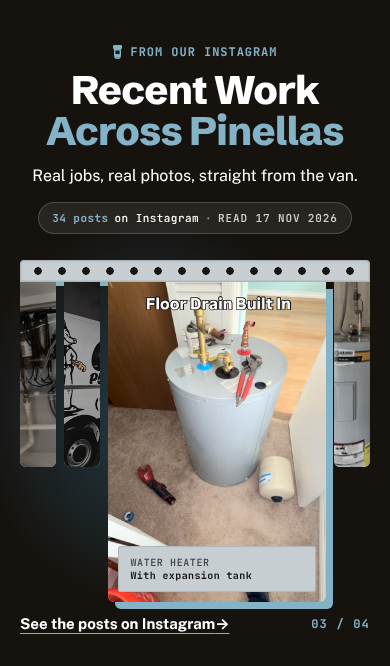 FROM OUR INSTAGRAM
Recent Work
Across Pinellas
Real jobs, real photos, straight from the van.
34 posts on Instagram · READ 17 NOV 2026
Floor Drain Built In
WATER HEATER
With expansion tank
See the posts on Instagram→
03 / 04